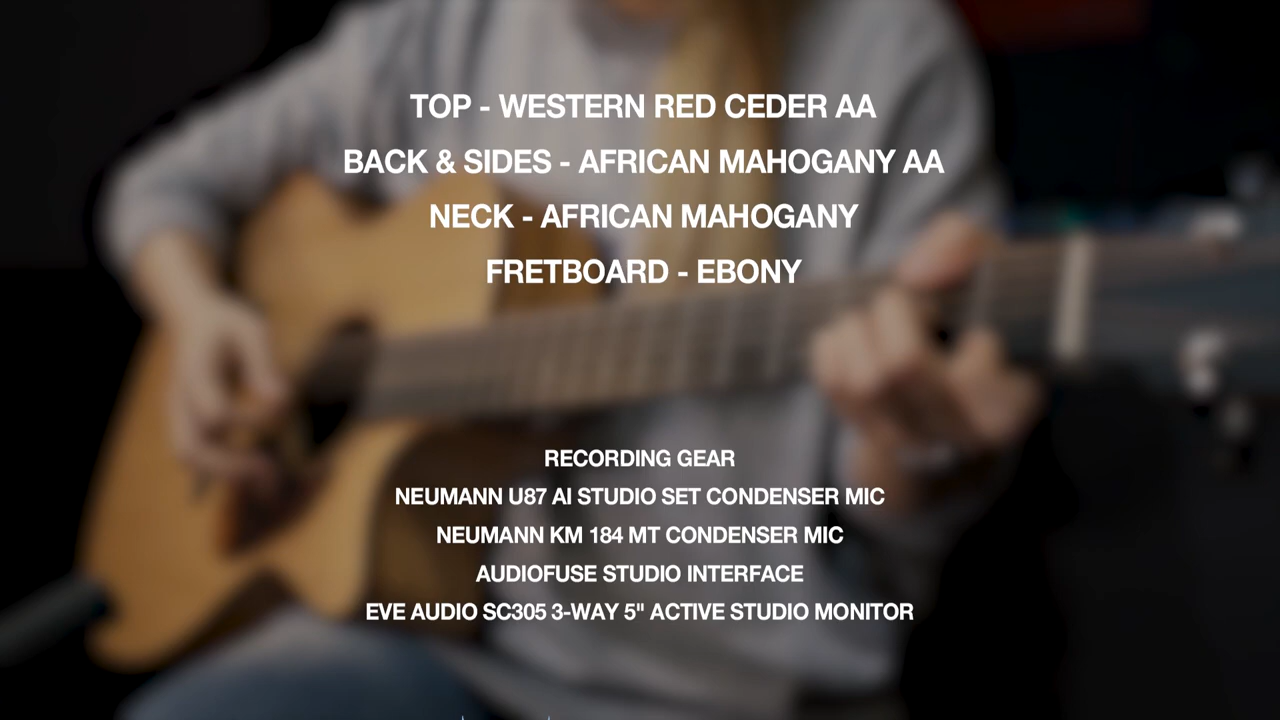 TOP - WESTERN RED CEDER AA
BACK & SIDES - AFRICAN MAHOGANY AA
NECK - AFRICAN MAHOGANY
FRETBOARD - EBONY
RECORDING GEAR
NEUMANN U87 AI STUDIO SET CONDENSER MIC
NEUMANN KM 184 MT CONDENSER MIC
AUDIOFUSE STUDIO INTERFACE
EVE AUDIO SC305 3-WAY 5" ACTIVE STUDIO MONITOR